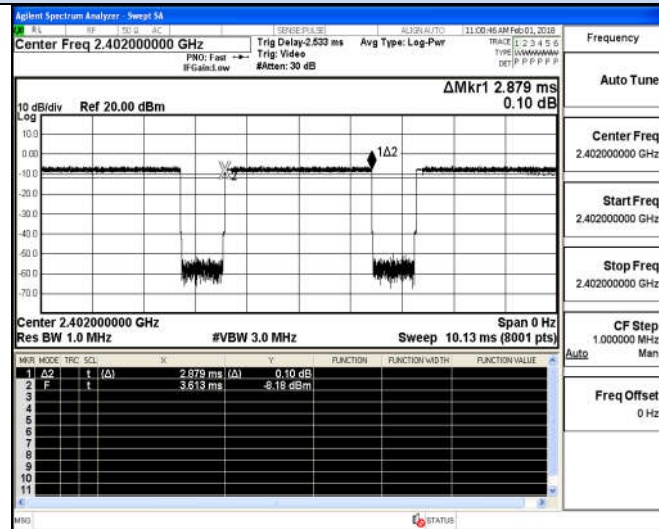 Agilent Spectrum Analyzer - Swept SA
RL RF 50 Ω AC SENSE:PULSE ALIGN AUTO 11:00:46 AM Feb 01, 2018
Center Freq 2.402000000 GHz
PNO: Fast
IFGain:Low
Trig Delay-2.533 ms
Trig: Video
#Atten: 30 dB
Avg Type: Log-Pwr
TRACE 1 2 3 4 5 6
TYPE WWWWWW
DET P P P P P P
ΔMkr1 2.879 ms
0.10 dB
10 dB/div Ref 20.00 dBm
Log
10.0
0.00
-10.0
-20.0
-30.0
-40.0
-50.0
-60.0
-70.0
1Δ2
2
Center 2.402000000 GHz Span 0 Hz
Res BW 1.0 MHz #VBW 3.0 MHz Sweep 10.13 ms (8001 pts)
MKR MODE TRC SCL X Y FUNCTION FUNCTION WIDTH FUNCTION VALUE
1 Δ2 t (Δ) 2.879 ms (Δ) 0.10 dB
2 F t 3.613 ms -8.18 dBm
3
4
5
6
7
8
9
10
11
MSG STATUS
Frequency
Auto Tune
Center Freq
2.402000000 GHz
Start Freq
2.402000000 GHz
Stop Freq
2.402000000 GHz
CF Step
1.000000 MHz
Auto Man
Freq Offset
0 Hz